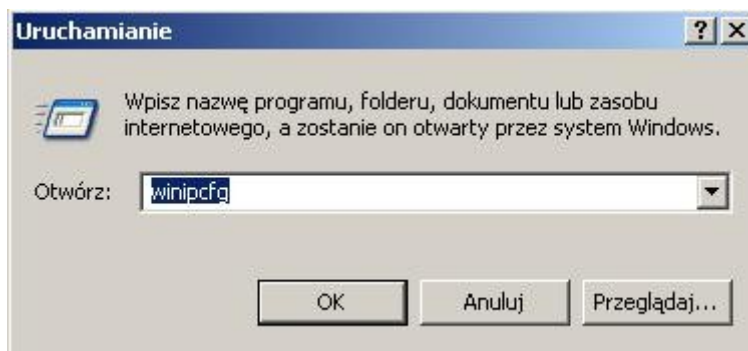 Uruchamianie
Wpisz nazwę programu, folderu, dokumentu lub zasobu
internetowego, a zostanie on otwarty przez system Windows.
Otwórz: winipcfg
OK Anuluj Przeglądaj...